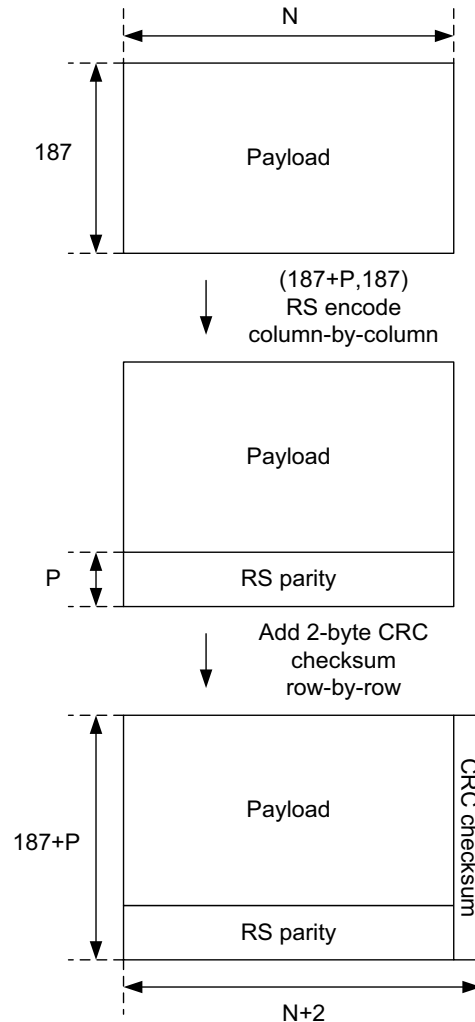 N
187
Payload
(187+P,187)
RS encode
column-by-column
Payload
P
RS parity
Add 2-byte CRC
checksum
row-by-row
Payload
CRC checksum
187+P
RS parity
N+2